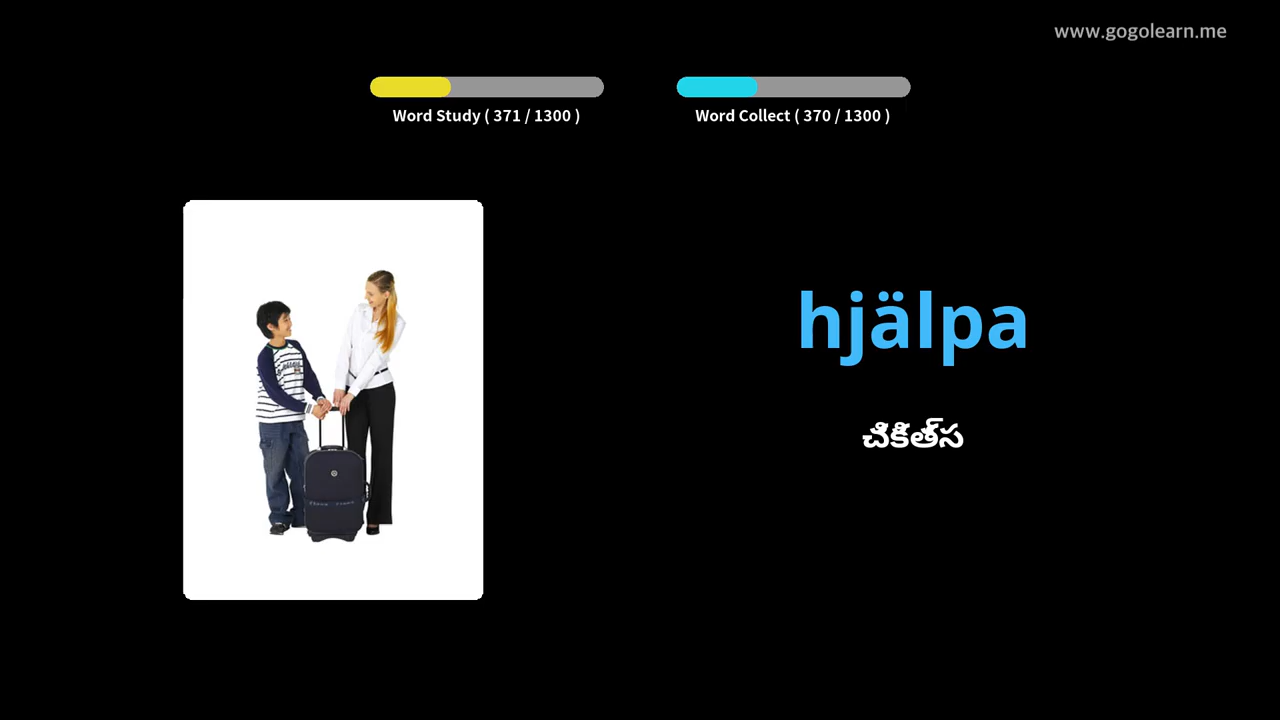 www.gogolearn.me
Word Study ( 371 / 1300 )
Word Collect ( 370 / 1300 )
hjälpa
చికిత్స